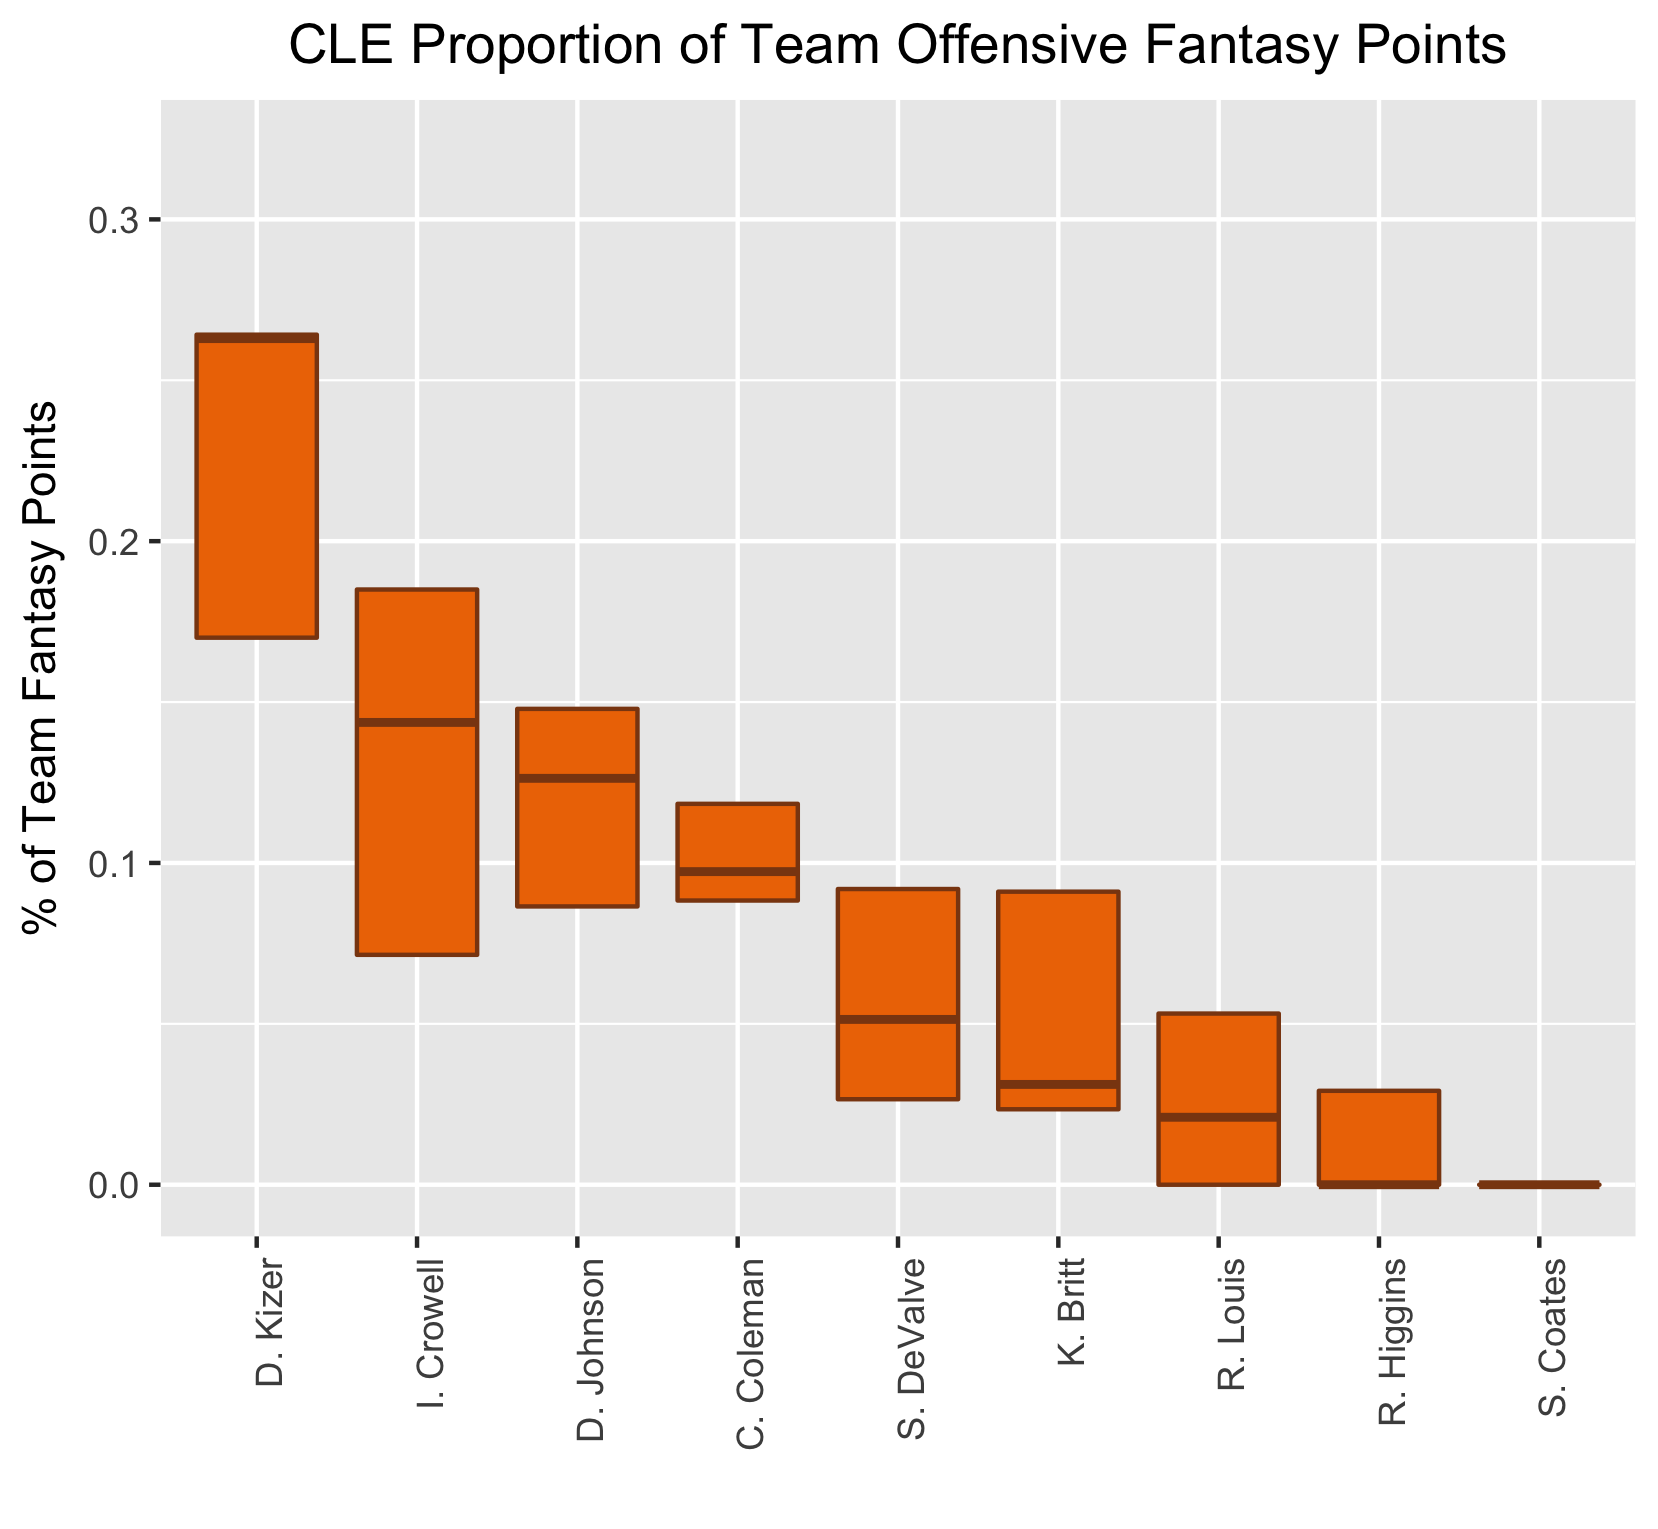 CLE Proportion of Team Offensive Fantasy Points
% of Team Fantasy Points
0.3
0.2
0.1
0.0
D. Kizer
I. Crowell
D. Johnson
C. Coleman
S. DeValve
K. Britt
R. Louis
R. Higgins
S. Coates